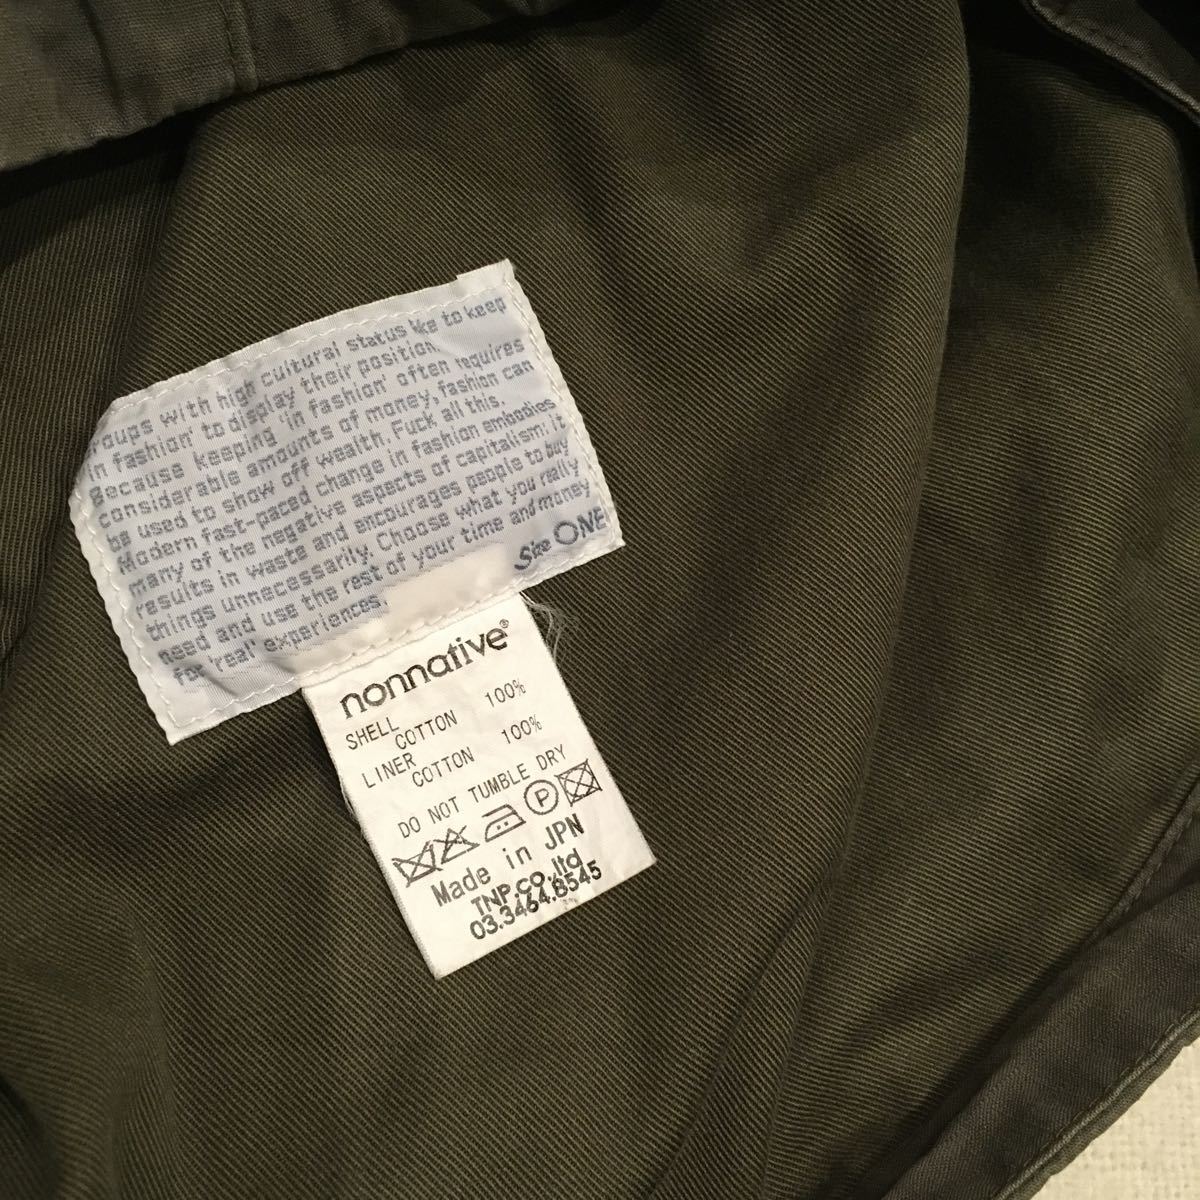 roups with high cultural status like to keep
in fashion' to display their position.
Because keeping 'in fashion' often requires
considerable amounts of money, fashion can
be used to show off wealth. Fuck all this.
Modern fast-paced change in fashion embodies
many of the negative aspects of capitalism: it
results in waste and encourages people to buy
things unnecessarily. Choose what you really
need and use the rest of your time and money
for 'real' experiences.
Size ONE
nonnative®
SHELL
COTTON 100%
LINER
COTTON 100%
DO NOT TUMBLE DRY
P
Made in JPN
TNP.co.,ltd
03.3464.8545